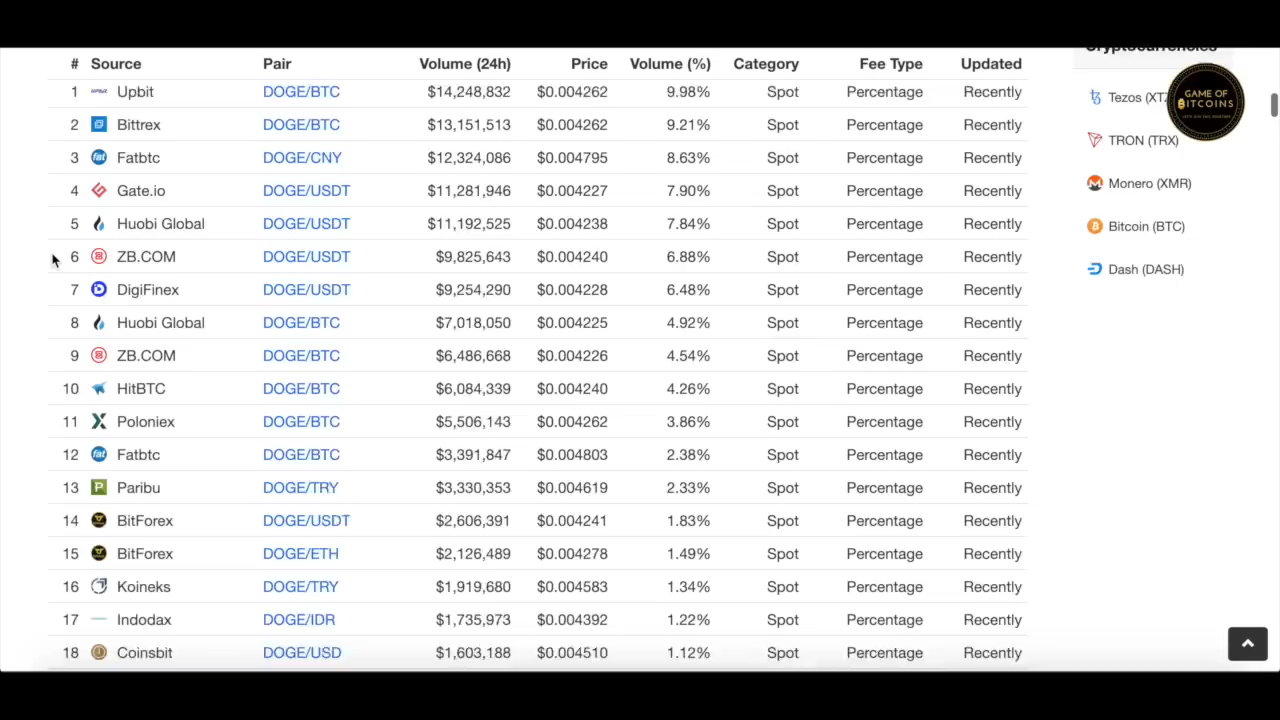 Cryptocurrencies
# Source Pair Volume (24h) Price Volume (%) Category Fee Type Updated
1 Upbit DOGE/BTC $14,248,832 $0.004262 9.98% Spot Percentage Recently
2 Bittrex DOGE/BTC $13,151,513 $0.004262 9.21% Spot Percentage Recently
3 Fatbtc DOGE/CNY $12,324,086 $0.004795 8.63% Spot Percentage Recently
4 Gate.io DOGE/USDT $11,281,946 $0.004227 7.90% Spot Percentage Recently
5 Huobi Global DOGE/USDT $11,192,525 $0.004238 7.84% Spot Percentage Recently
6 ZB.COM DOGE/USDT $9,825,643 $0.004240 6.88% Spot Percentage Recently
7 DigiFinex DOGE/USDT $9,254,290 $0.004228 6.48% Spot Percentage Recently
8 Huobi Global DOGE/BTC $7,018,050 $0.004225 4.92% Spot Percentage Recently
9 ZB.COM DOGE/BTC $6,486,668 $0.004226 4.54% Spot Percentage Recently
10 HitBTC DOGE/BTC $6,084,339 $0.004240 4.26% Spot Percentage Recently
11 Poloniex DOGE/BTC $5,506,143 $0.004262 3.86% Spot Percentage Recently
12 Fatbtc DOGE/BTC $3,391,847 $0.004803 2.38% Spot Percentage Recently
13 Paribu DOGE/TRY $3,330,353 $0.004619 2.33% Spot Percentage Recently
14 BitForex DOGE/USDT $2,606,391 $0.004241 1.83% Spot Percentage Recently
15 BitForex DOGE/ETH $2,126,489 $0.004278 1.49% Spot Percentage Recently
16 Koineks DOGE/TRY $1,919,680 $0.004583 1.34% Spot Percentage Recently
17 Indodax DOGE/IDR $1,735,973 $0.004392 1.22% Spot Percentage Recently
18 Coinsbit DOGE/USD $1,603,188 $0.004510 1.12% Spot Percentage Recently
Tezos (XTZ
TRON (TRX)
Monero (XMR)
Bitcoin (BTC)
Dash (DASH)
GAME OF
BITCOINS